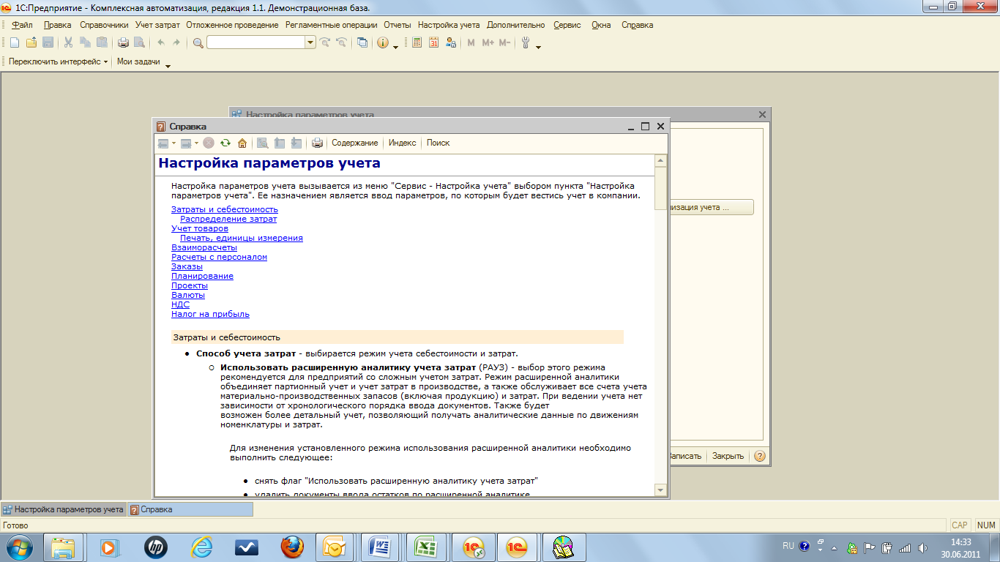 1С:Предприятие - Комплексная автоматизация, редакция 1.1. Демонстрационная база.
Файл Правка Справочники Учет затрат Отложенное проведение Регламентные операции Отчеты Настройка учета Дополнительно Сервис Окна Справка
M M+ M-
Переключить интерфейс Мои задачи
Настройка параметров учета
Справка
Содержание Индекс Поиск
Настройка параметров учета
Настройка параметров учета вызывается из меню "Сервис - Настройка учета" выбором пункта "Настройка
параметров учета". Ее назначением является ввод параметров, по которым будет вестись учет в компании.
Затраты и себестоимость
Распределение затрат
Учет товаров
Печать, единицы измерения
Взаиморасчеты
Расчеты с персоналом
Заказы
Планирование
Проекты
Валюты
НДС
Налог на прибыль
Затраты и себестоимость
Способ учета затрат - выбирается режим учета себестоимости и затрат.
Использовать расширенную аналитику учета затрат (РАУЗ) - выбор этого режима
рекомендуется для предприятий со сложным учетом затрат. Режим расширенной аналитики
объединяет партионный учет и учет затрат в производстве, а также обслуживает все счета учета
материально-производственных запасов (включая продукцию) и затрат. При ведении учета нет
зависимости от хронологического порядка ввода документов. Также будет
возможен более детальный учет, позволяющий получать аналитические данные по движениям
номенклатуры и затрат.
Для изменения установленного режима использования расширенной аналитики необходимо
выполнить следующее:
снять флаг "Использовать расширенную аналитику учета затрат"
удалить документы ввода остатков по расширенной аналитике
изация учета ...
Записать Закрыть
Настройка параметров учета Справка
Готово CAP NUM
RU 14:33
30.06.2011